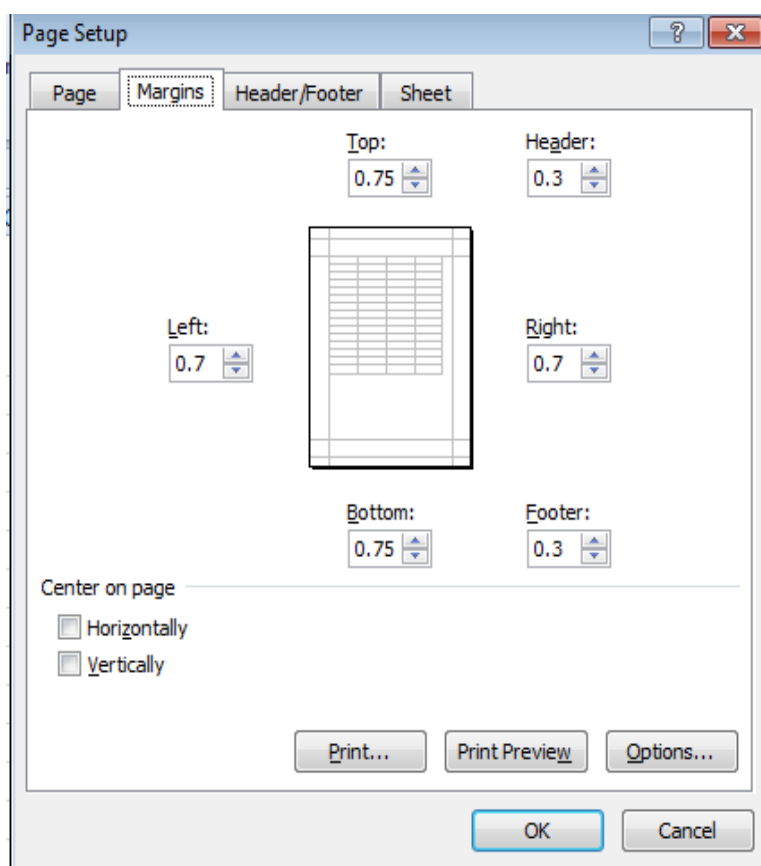 Page Setup
Page Margins Header/Footer Sheet
Top: Header:
0.75 0.3
Left: Right:
0.7 0.7
Bottom: Footer:
0.75 0.3
Center on page
Horizontally
Vertically
Print... Print Preview Options...
OK Cancel